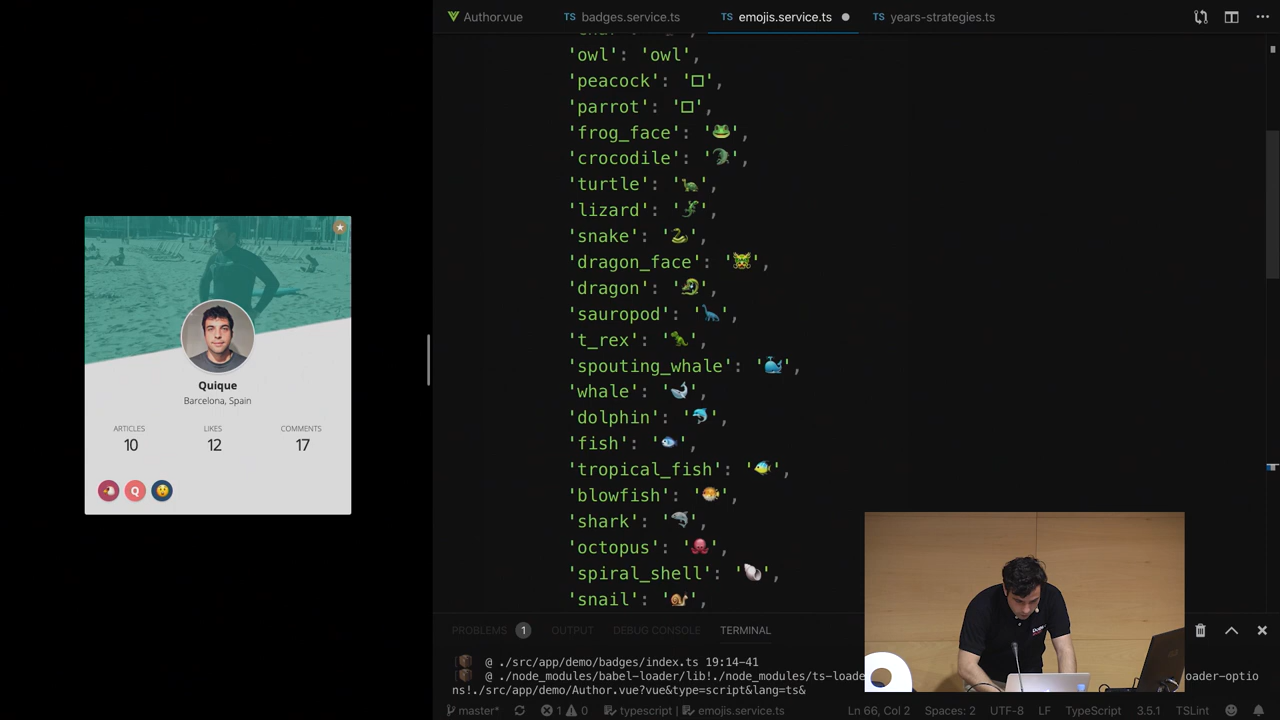 Author.vue
TS badges.service.ts
TS emojis.service.ts
TS years-strategies.ts
'owl': 'owl',
'peacock': '□',
'parrot': '□',
'frog_face': '🐸',
'crocodile': '🐊',
'turtle': '🐢',
'lizard': '🦎',
'snake': '🐍',
'dragon_face': '🐲',
'dragon': '🐉',
'sauropod': '🦕',
't_rex': '🦖',
'spouting_whale': '🐳',
'whale': '🐋',
'dolphin': '🐬',
'fish': '🐟',
'tropical_fish': '🐠',
'blowfish': '🐡',
'shark': '🦈',
'octopus': '🐙',
'spiral_shell': '🐚',
'snail': '🐌',
Quique
Barcelona, Spain
ARTICLES LIKES COMMENTS
10 12 17
Q
PROBLEMS 1 OUTPUT DEBUG CONSOLE TERMINAL
@ ./src/app/demo/badges/index.ts 19:14-41
@ ./node_modules/babel-loader/lib!./node_modules/ts-loade oader-optio
ns!./src/app/demo/Author.vue?vue&type=script&lang=ts&
master* 1 0 typescript | emojis.service.ts Ln 66, Col 2 Spaces: 2 UTF-8 LF TypeScript 3.5.1 TSLint